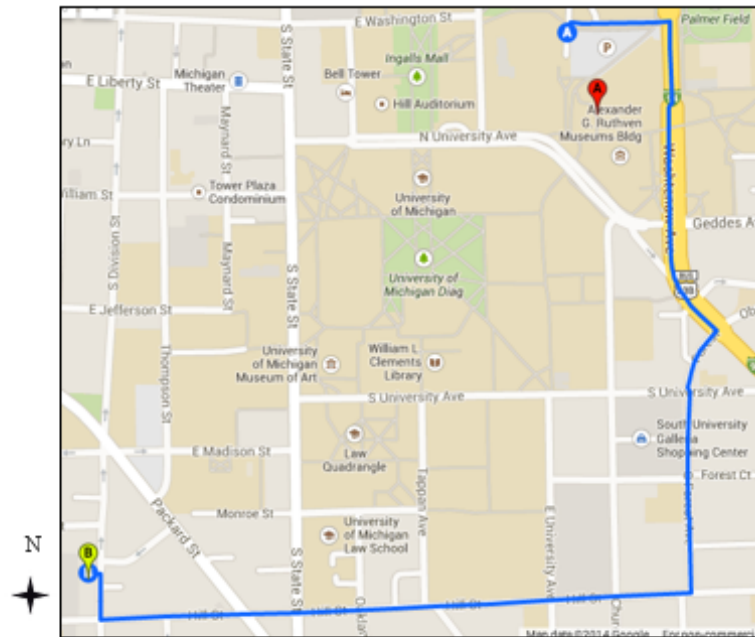 E Washington St
Palmer Field
A
P
S State St
Ingalls Mall
Michigan
Theater
Bell Tower
E Liberty St
A
Hill Auditorium
Alexander
G. Ruthven
Museums Bldg
Maynard St
N University Ave
Tower Plaza
Condominium
University
of Michigan
Washtenaw Ave
Geddes A
S Division St
Maynard St
S State St
University of
Michigan Diag
BUS
E Jefferson St
Thompson St
University
of Michigan
Museum of Art
William L
Clements
Library
S University Ave
S University Ave
South University
Galleria
Shopping Center
E Madison St
Law
Quadrangle
Tappan Ave
Forest Ct
Packard St
Monroe St
E University Ave
University
of Michigan
Law School
N
B
S State St
Hill St
Hill St
Hill St
Map data ©2014 Google